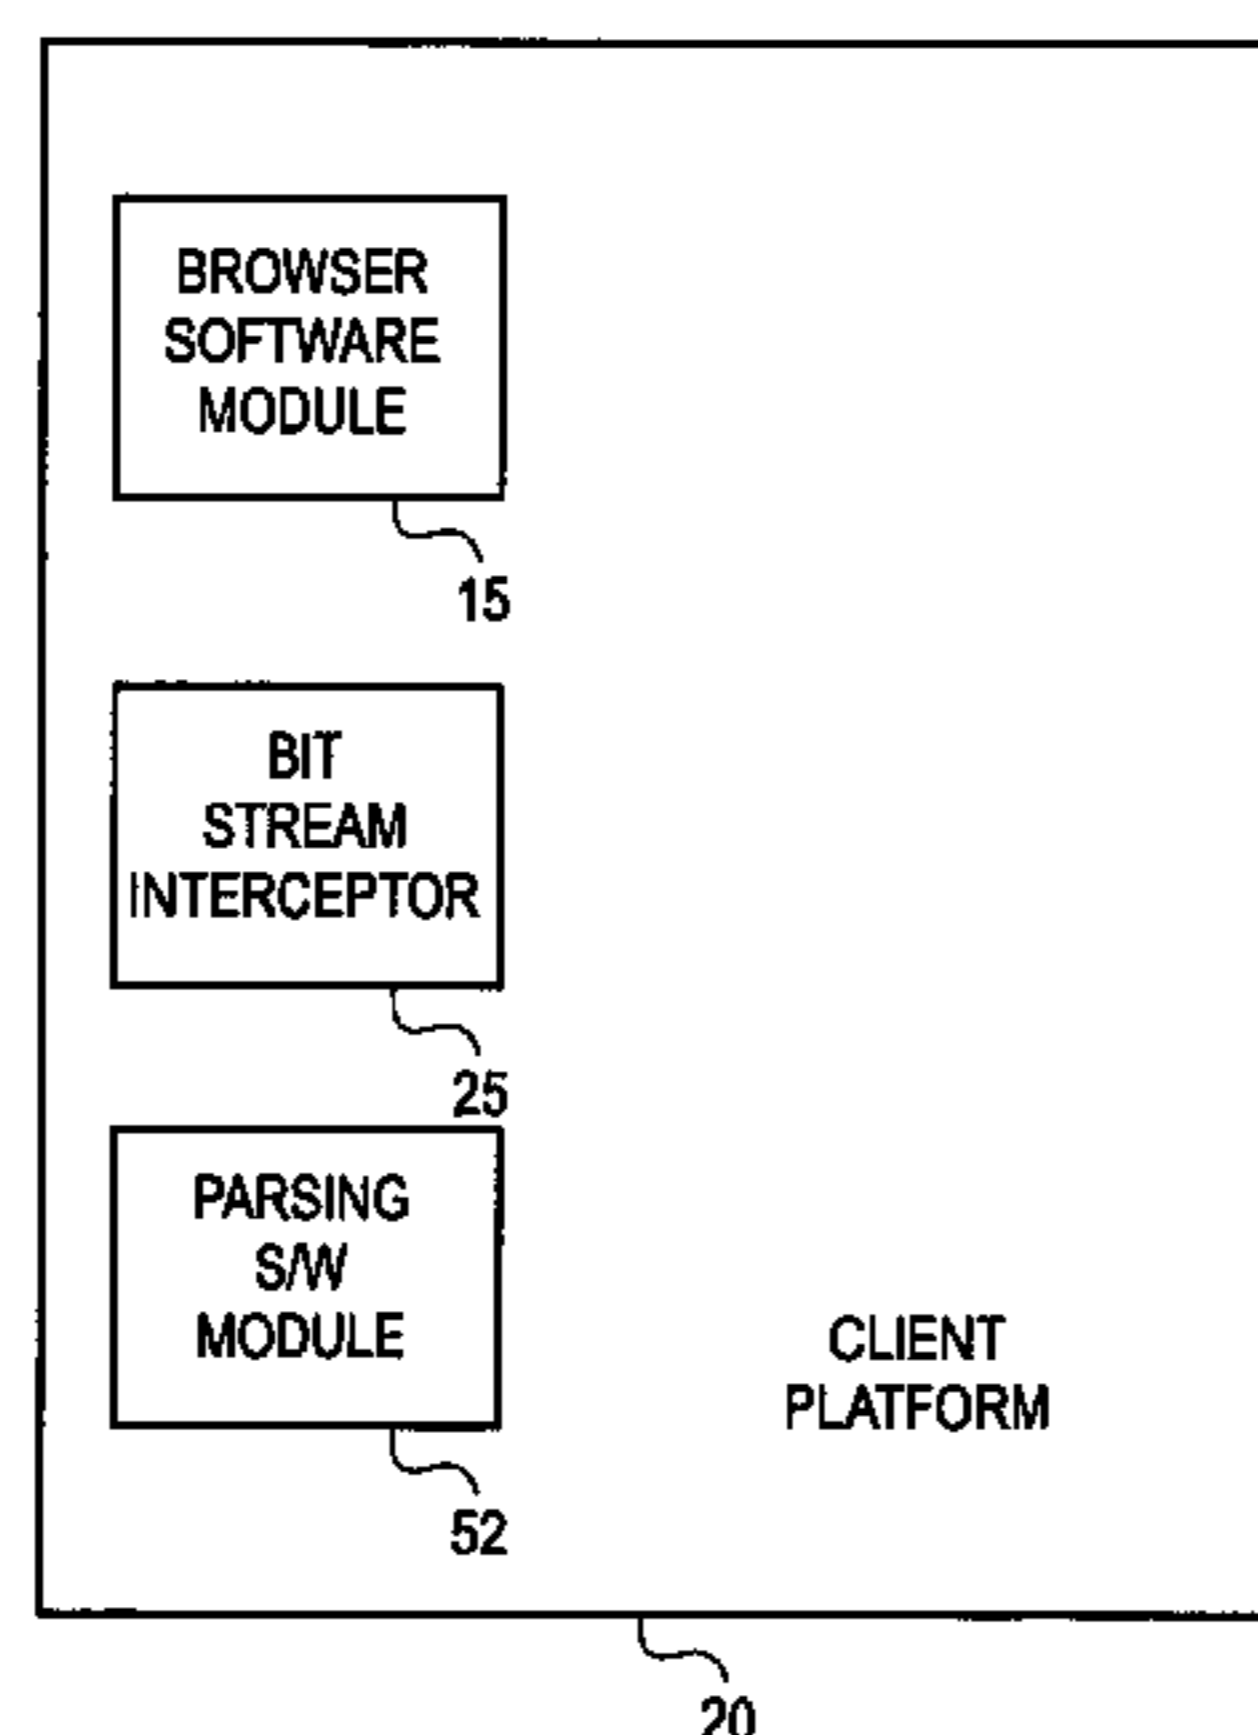 BROWSER
SOFTWARE
MODULE
15
BIT
STREAM
INTERCEPTOR
25
PARSING
S/W
MODULE
52
CLIENT
PLATFORM
20